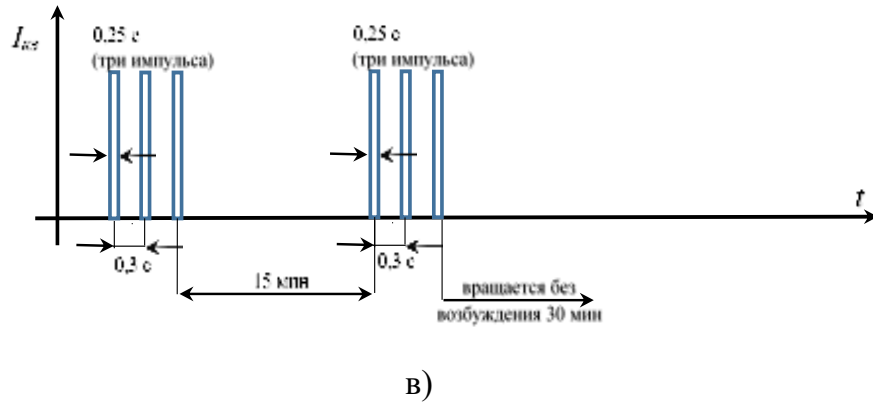 0,25 с
(три импульса)
0,25 с
(три импульса)
Iкз
t
0,3 с
0,3 с
15 мин
вращается без
возбуждения 30 мин
в)